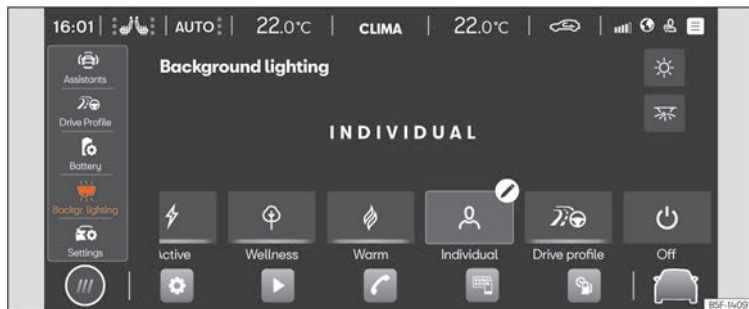 16:01 AUTO 22.0°C CLIMA 22.0°C
Assistants
Drive Profile
Battery
Backgr. lighting
Settings
Background lighting
INDIVIDUAL
Active Wellness Warm Individual Drive profile Off
B5F-1409